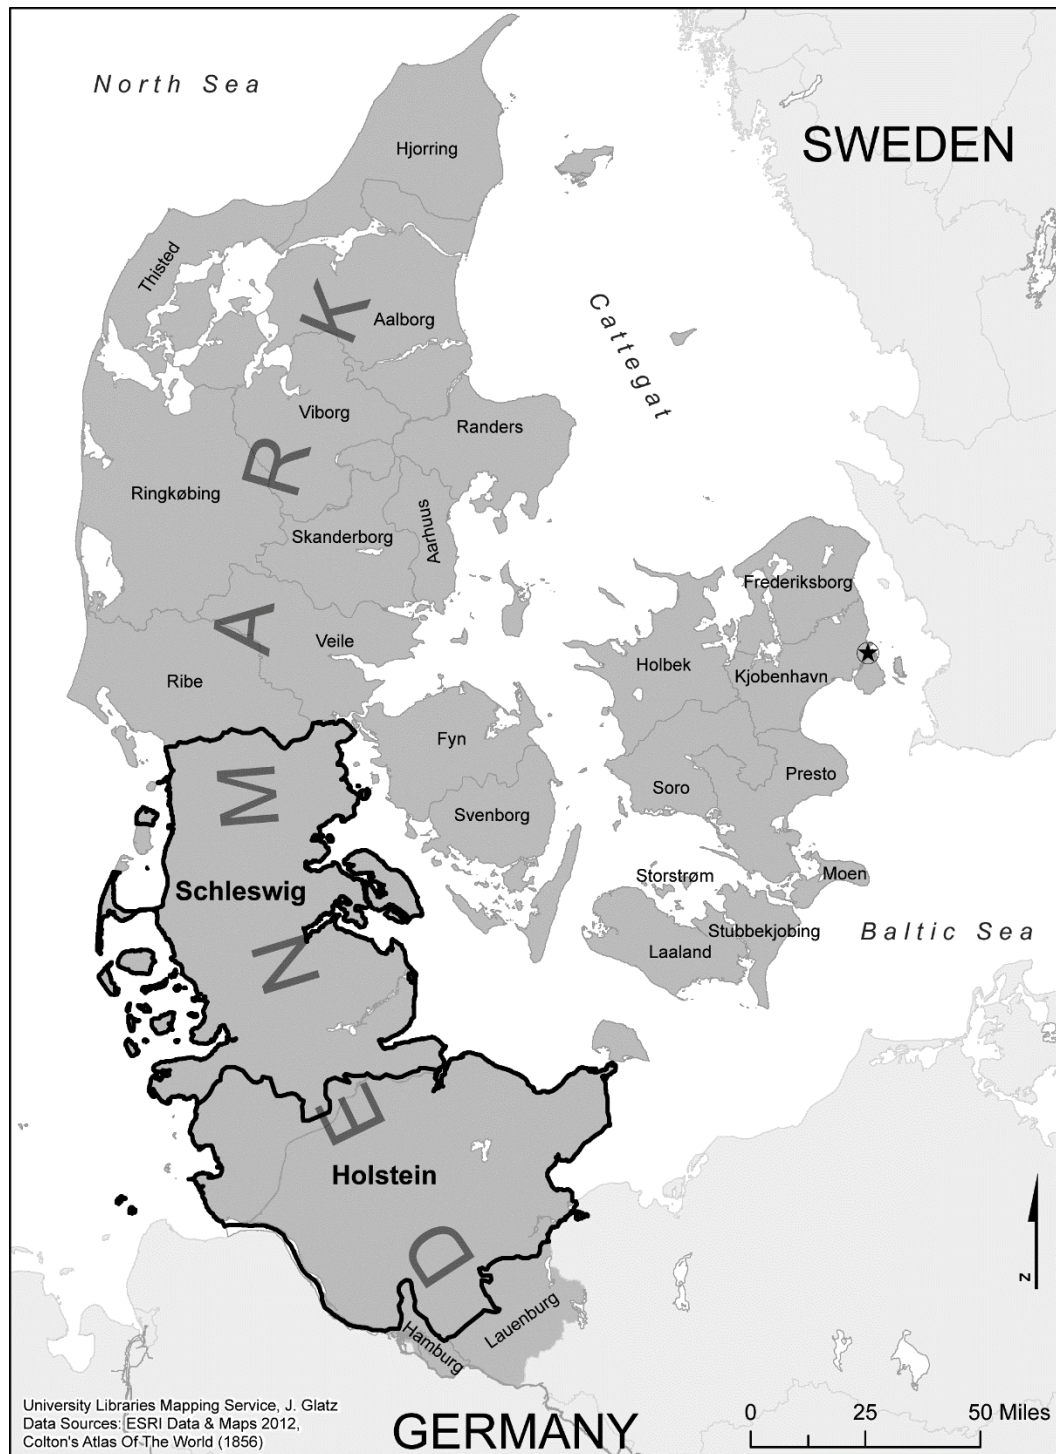 North Sea
SWEDEN
Hjorring
Thisted
Cattegat
Aalborg
Viborg
Randers
Ringkøbing
Skanderborg
Aarhuus
Frederiksborg
Veile
Holbek
Kjobenhavn
Ribe
Fyn
Soro
Presto
Svenborg
Schleswig
Storstrøm
Moen
Stubbekjobing
Laaland
Baltic Sea
DENMARK
Holstein
Lauenburg
Hamburg
N
University Libraries Mapping Service, J. Glatz
Data Sources: ESRI Data & Maps 2012,
Colton's Atlas Of The World (1856)
GERMANY
0 25 50 Miles